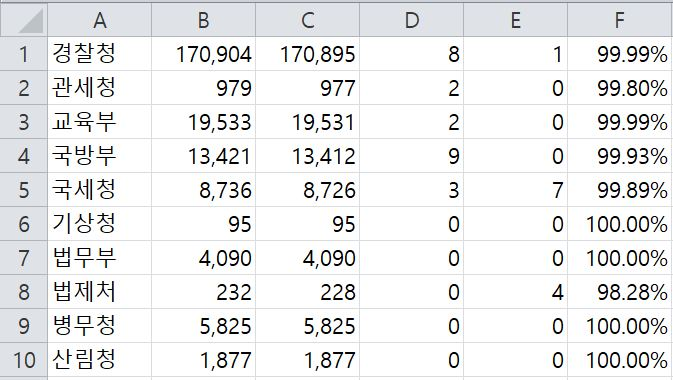 A B C D E F
1 경찰청 170,904 170,895 8 1 99.99%
2 관세청 979 977 2 0 99.80%
3 교육부 19,533 19,531 2 0 99.99%
4 국방부 13,421 13,412 9 0 99.93%
5 국세청 8,736 8,726 3 7 99.89%
6 기상청 95 95 0 0 100.00%
7 법무부 4,090 4,090 0 0 100.00%
8 법제처 232 228 0 4 98.28%
9 병무청 5,825 5,825 0 0 100.00%
10 산림청 1,877 1,877 0 0 100.00%